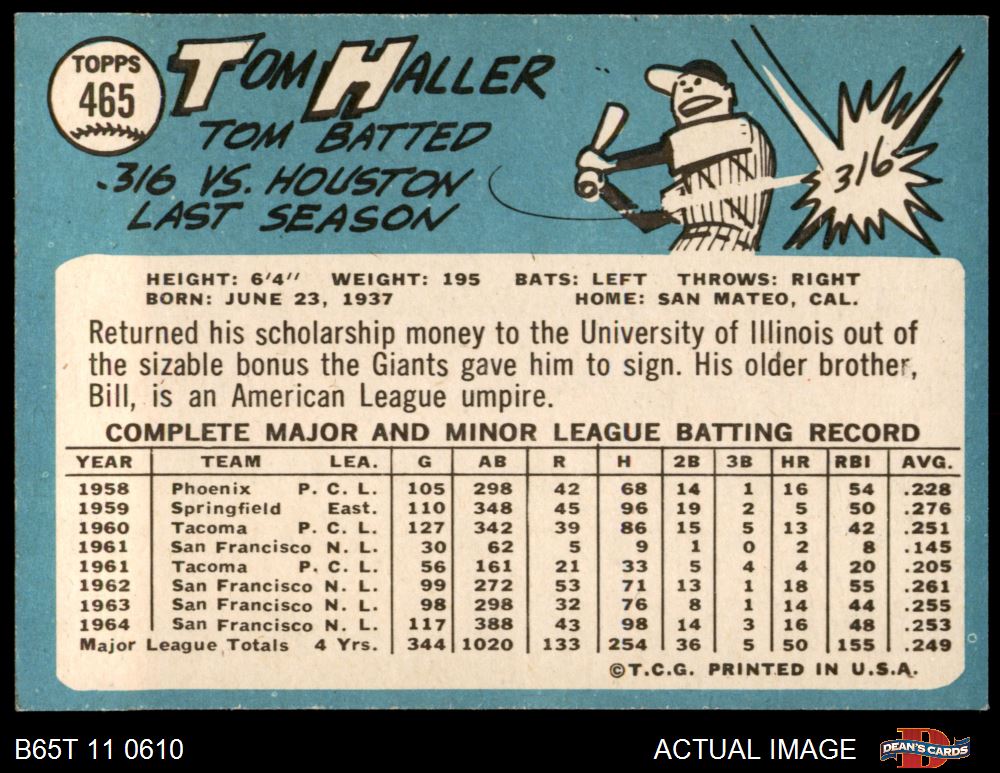 TOPPS
465
TOM HALLER
TOM BATTED
.316 VS. HOUSTON
LAST SEASON
316
HEIGHT: 6'4" WEIGHT: 195 BATS: LEFT THROWS: RIGHT
BORN: JUNE 23, 1937 HOME: SAN MATEO, CAL.
Returned his scholarship money to the University of Illinois out of
the sizable bonus the Giants gave him to sign. His older brother,
Bill, is an American League umpire.
COMPLETE MAJOR AND MINOR LEAGUE BATTING RECORD
YEAR TEAM LEA. G AB R H 2B 3B HR RBI AVG.
1958 Phoenix P. C. L. 105 298 42 68 14 1 16 54 .228
1959 Springfield East. 110 348 45 96 19 2 5 50 .276
1960 Tacoma P. C. L. 127 342 39 86 15 5 13 42 .251
1961 San Francisco N. L. 30 62 5 9 1 0 2 8 .145
1961 Tacoma P. C. L. 56 161 21 33 5 4 4 20 .205
1962 San Francisco N. L. 99 272 53 71 13 1 18 55 .261
1963 San Francisco N. L. 98 298 32 76 8 1 14 44 .255
1964 San Francisco N. L. 117 388 43 98 14 3 16 48 .253
Major League Totals 4 Yrs. 344 1020 133 254 36 5 50 155 .249
©T.C.G. PRINTED IN U.S.A.
B65T 11 0610 ACTUAL IMAGE DEAN'S CARDS